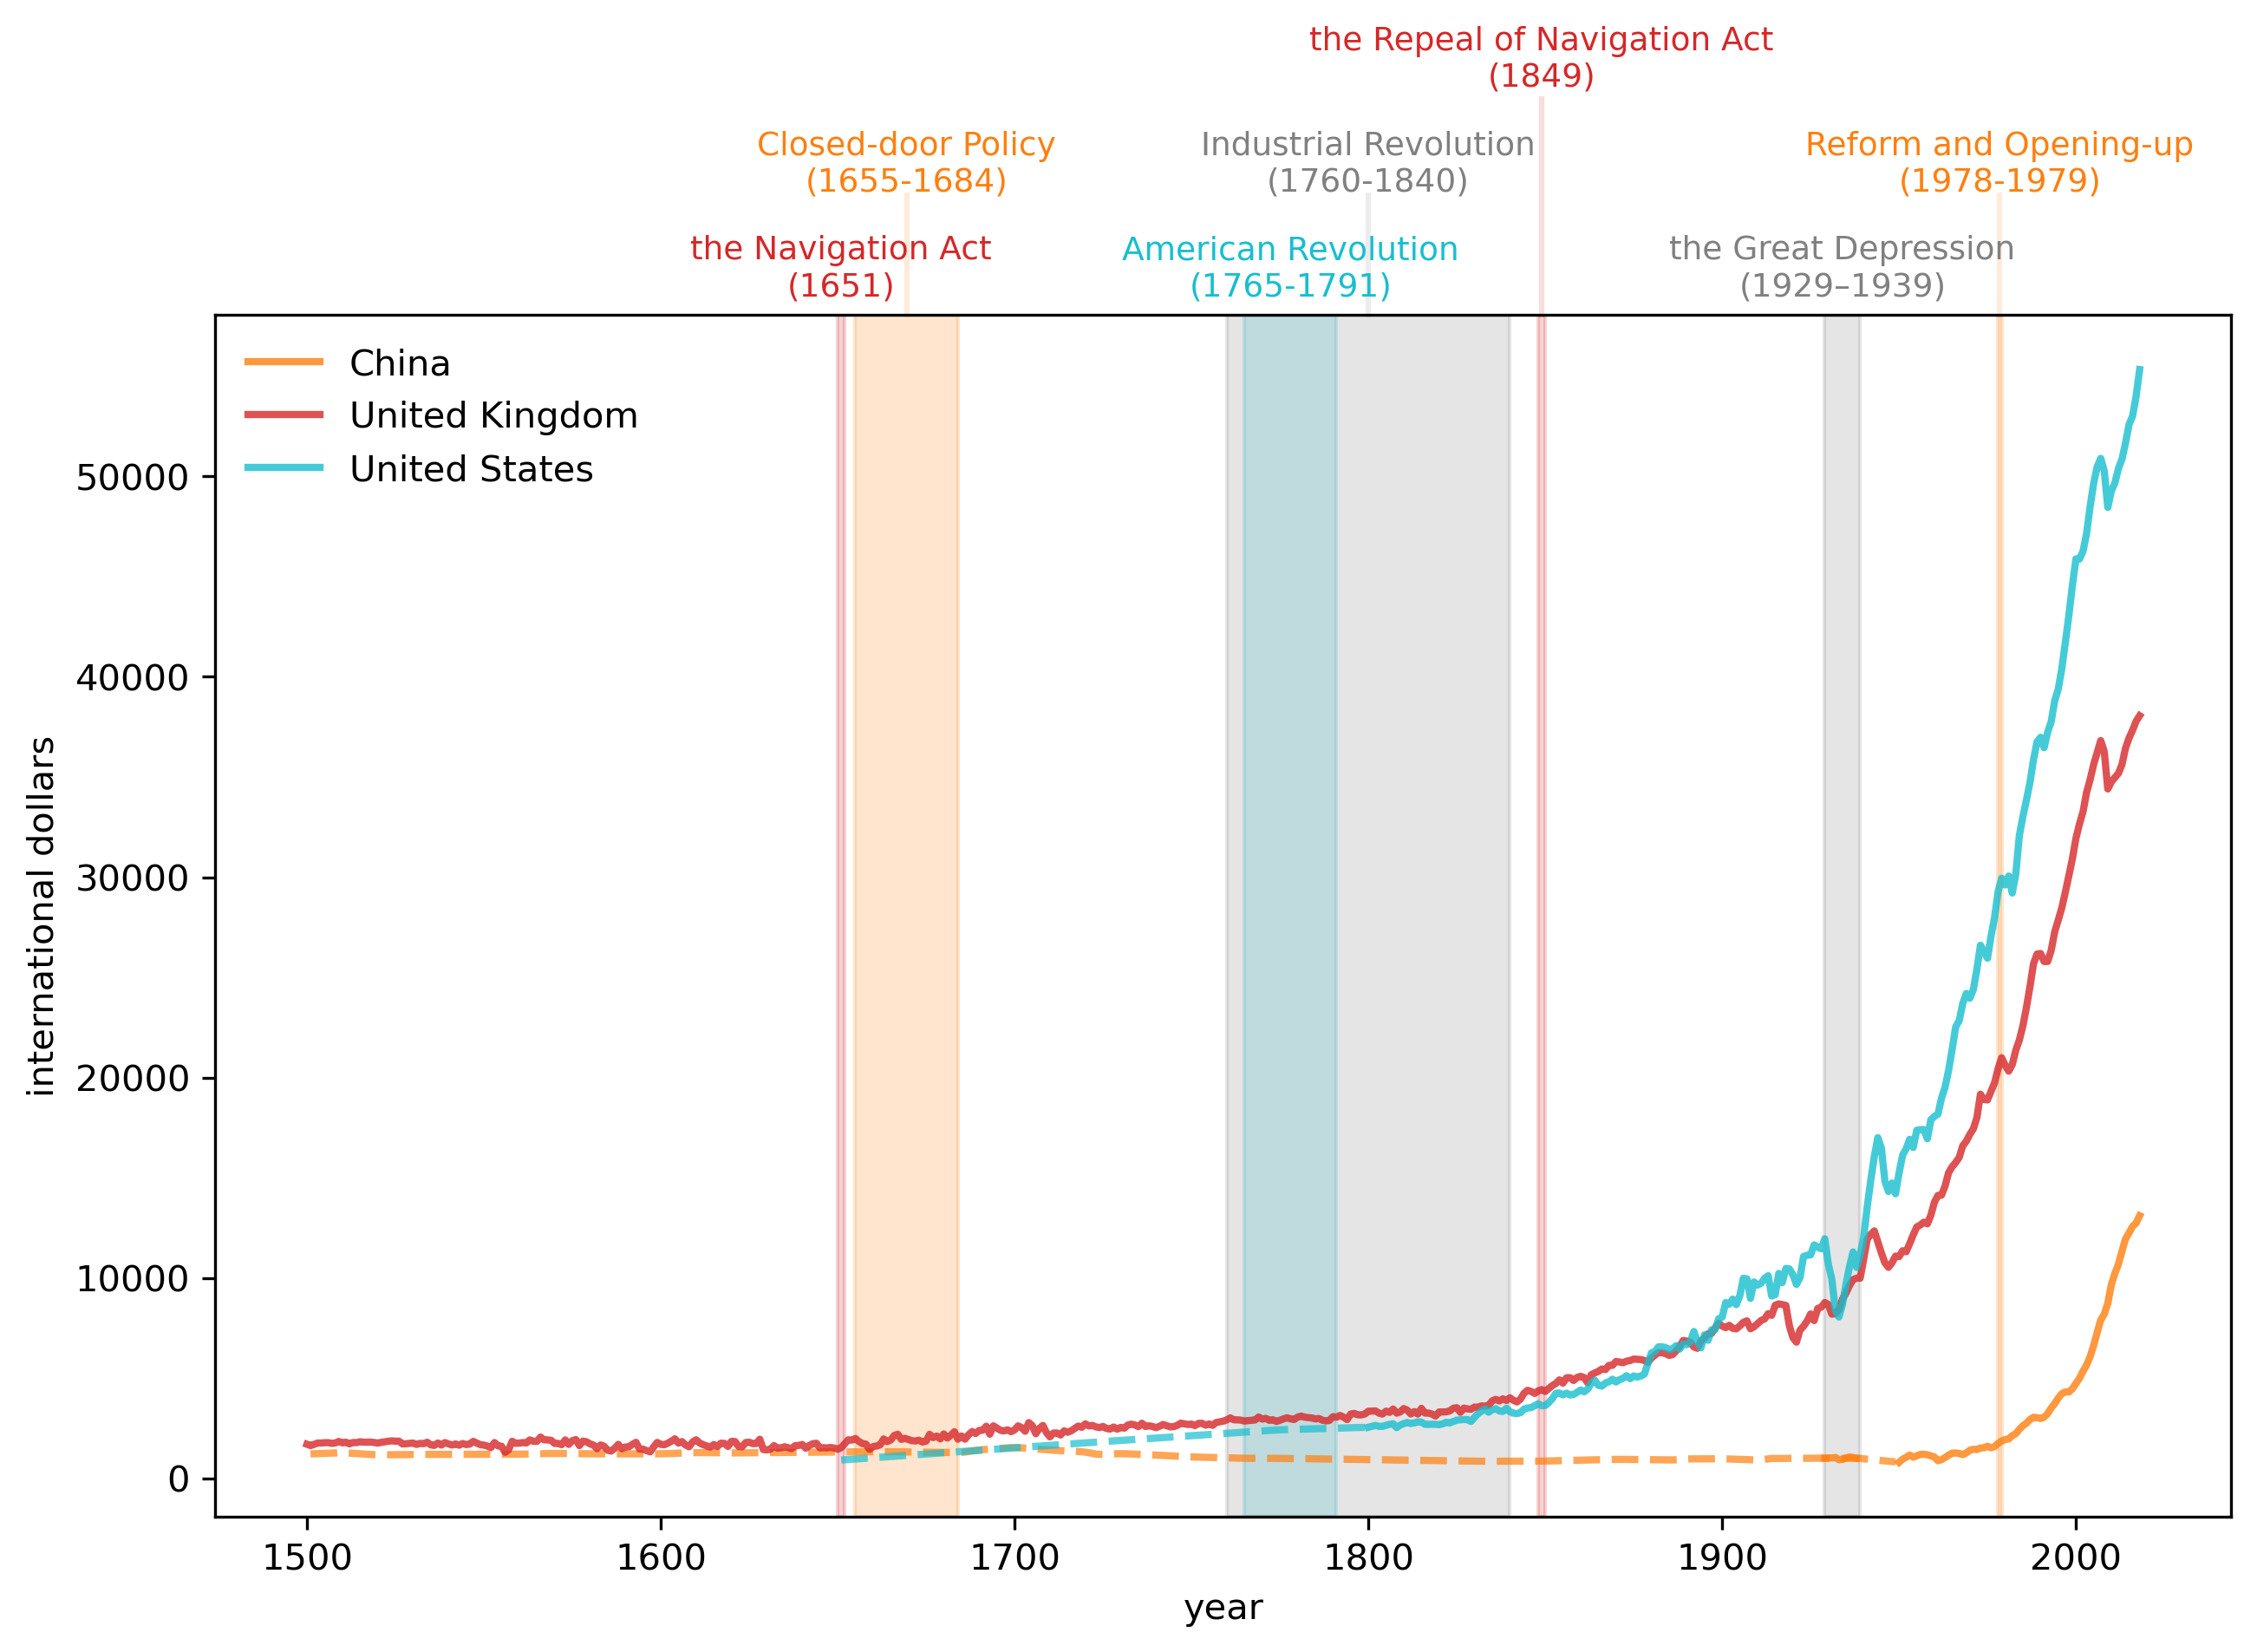 the Repeal of Navigation Act
(1849)
Closed-door Policy
(1655-1684)
Industrial Revolution
(1760-1840)
Reform and Opening-up
(1978-1979)
the Navigation Act
(1651)
American Revolution
(1765-1791)
the Great Depression
(1929–1939)
China
United Kingdom
United States
50000
40000
30000
20000
10000
0
international dollars
1500
1600
1700
1800
1900
2000
year